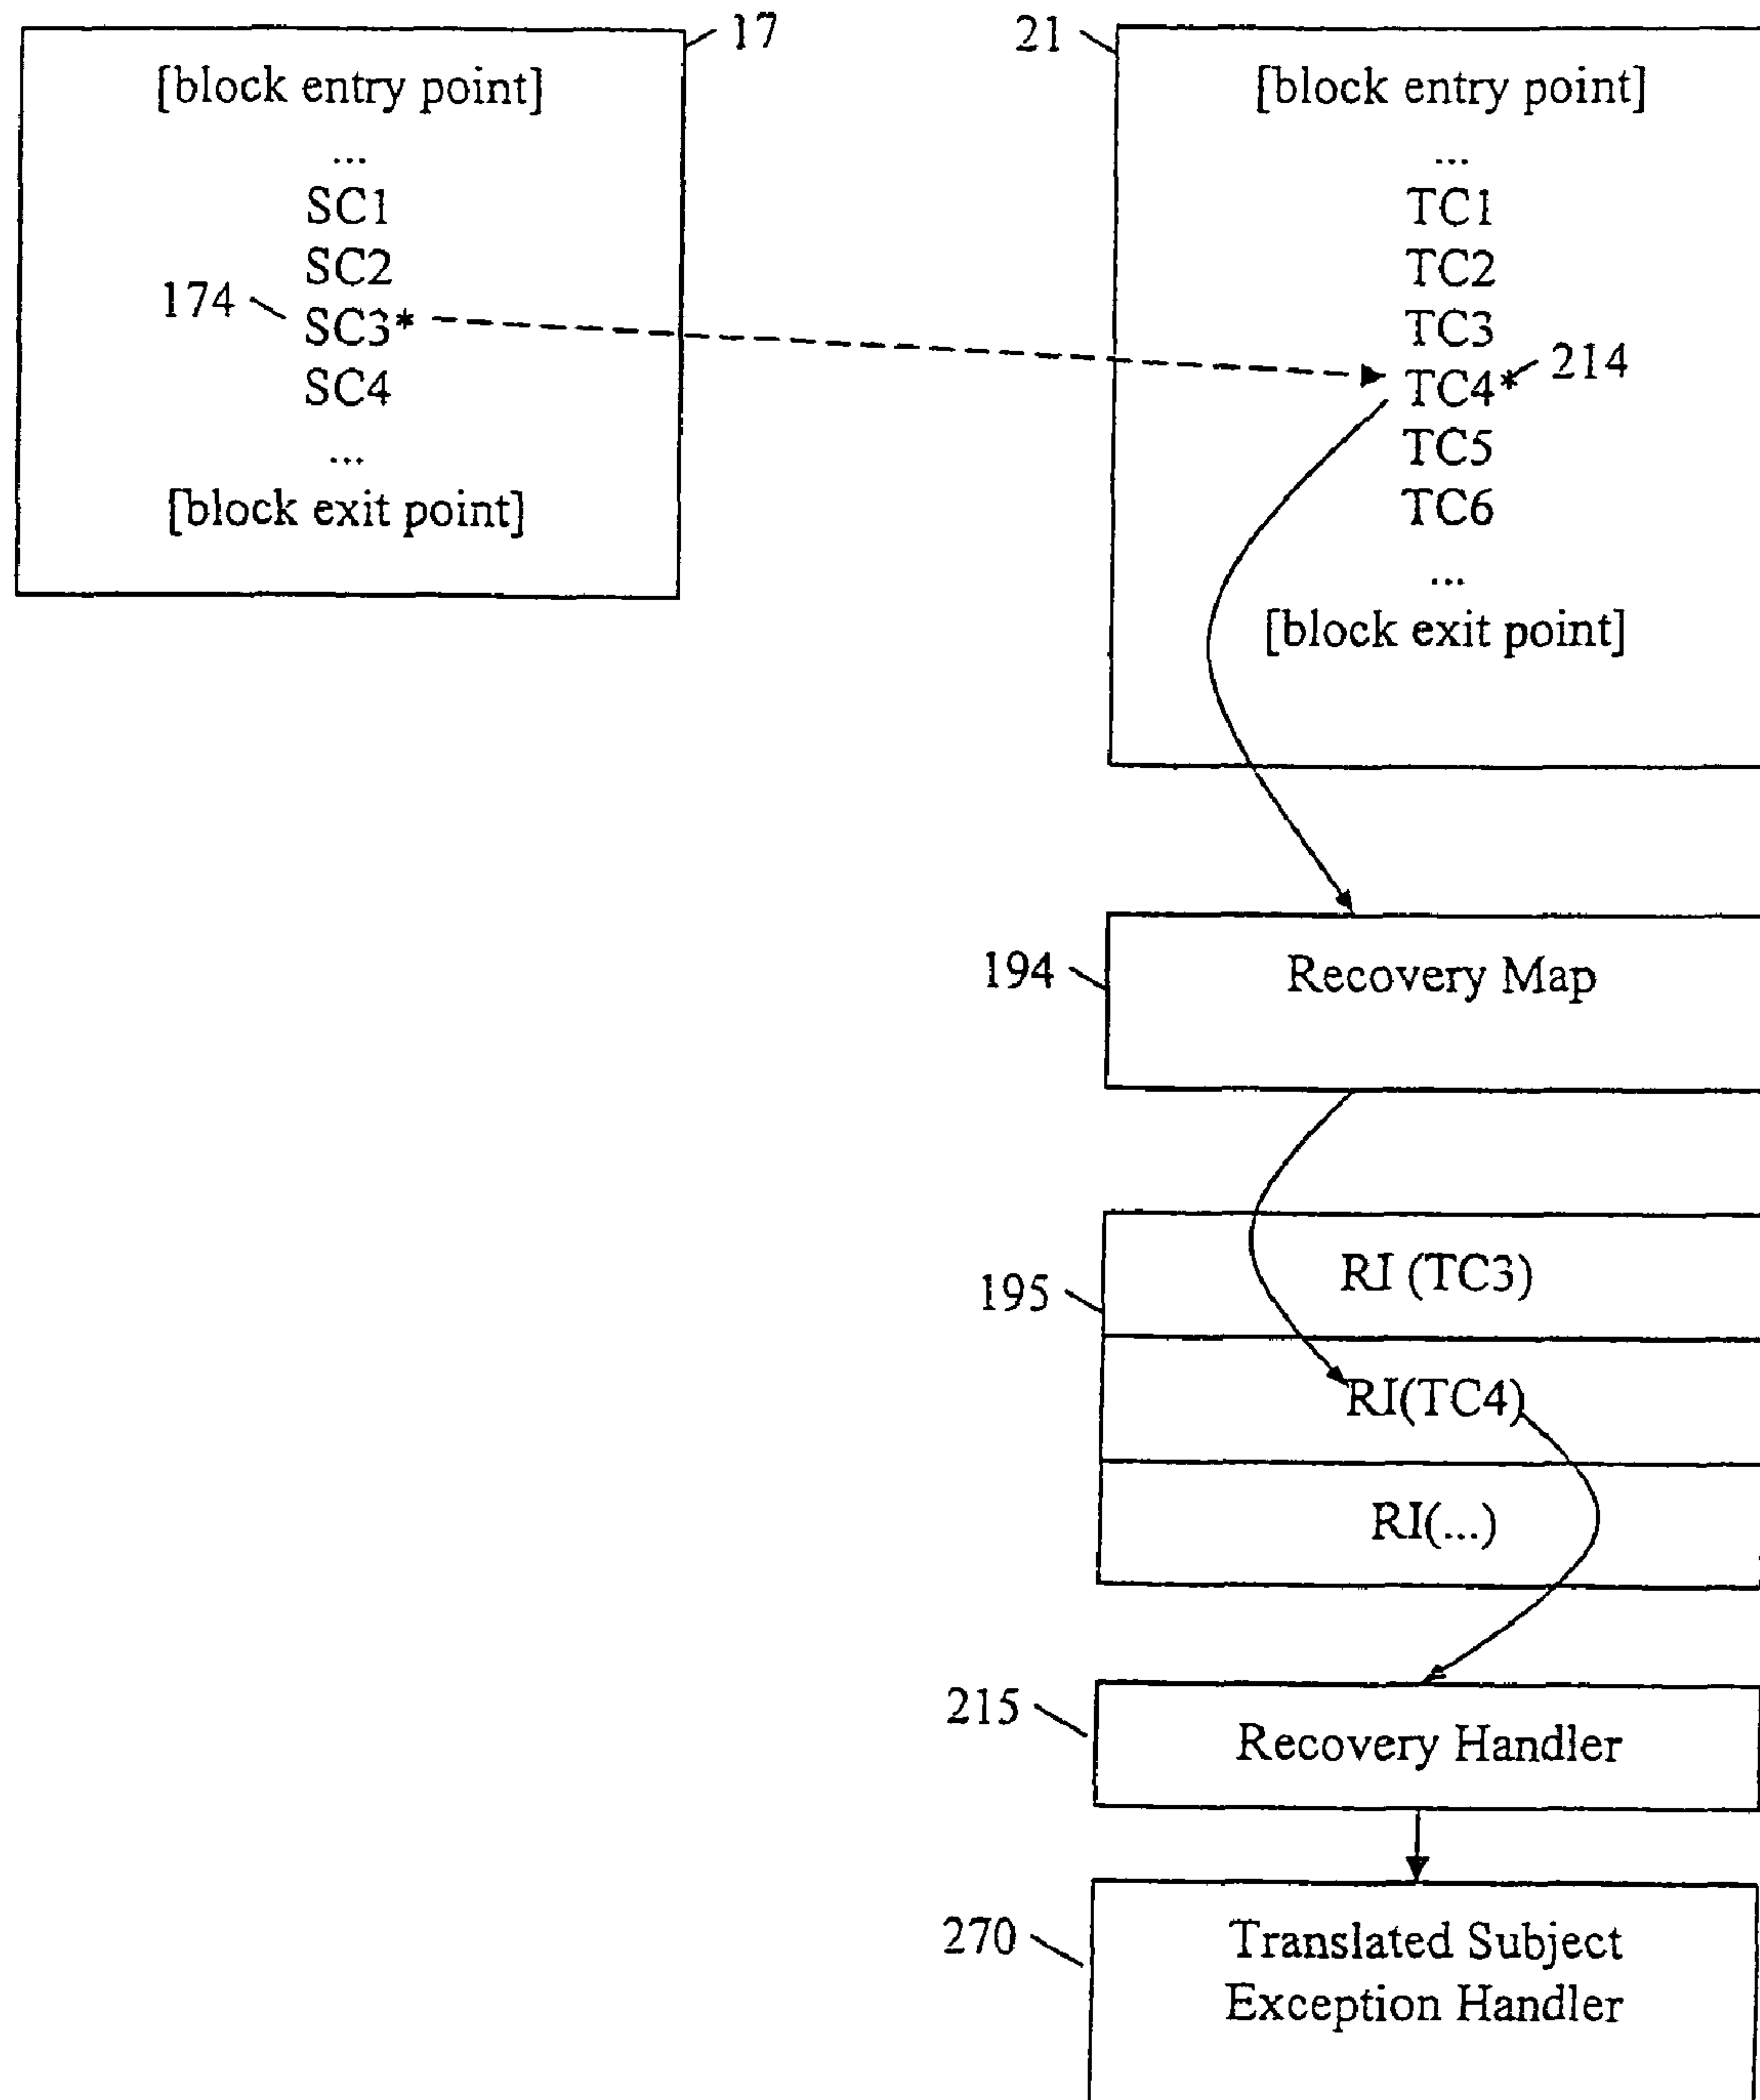 17
[block entry point]
...
SC1
SC2
174
SC3*
SC4
...
[block exit point]
21
[block entry point]
...
TC1
TC2
TC3
TC4*
214
TC5
TC6
...
[block exit point]
194
Recovery Map
195
RI (TC3)
RI(TC4)
RI(...)
215
Recovery Handler
270
Translated Subject
Exception Handler